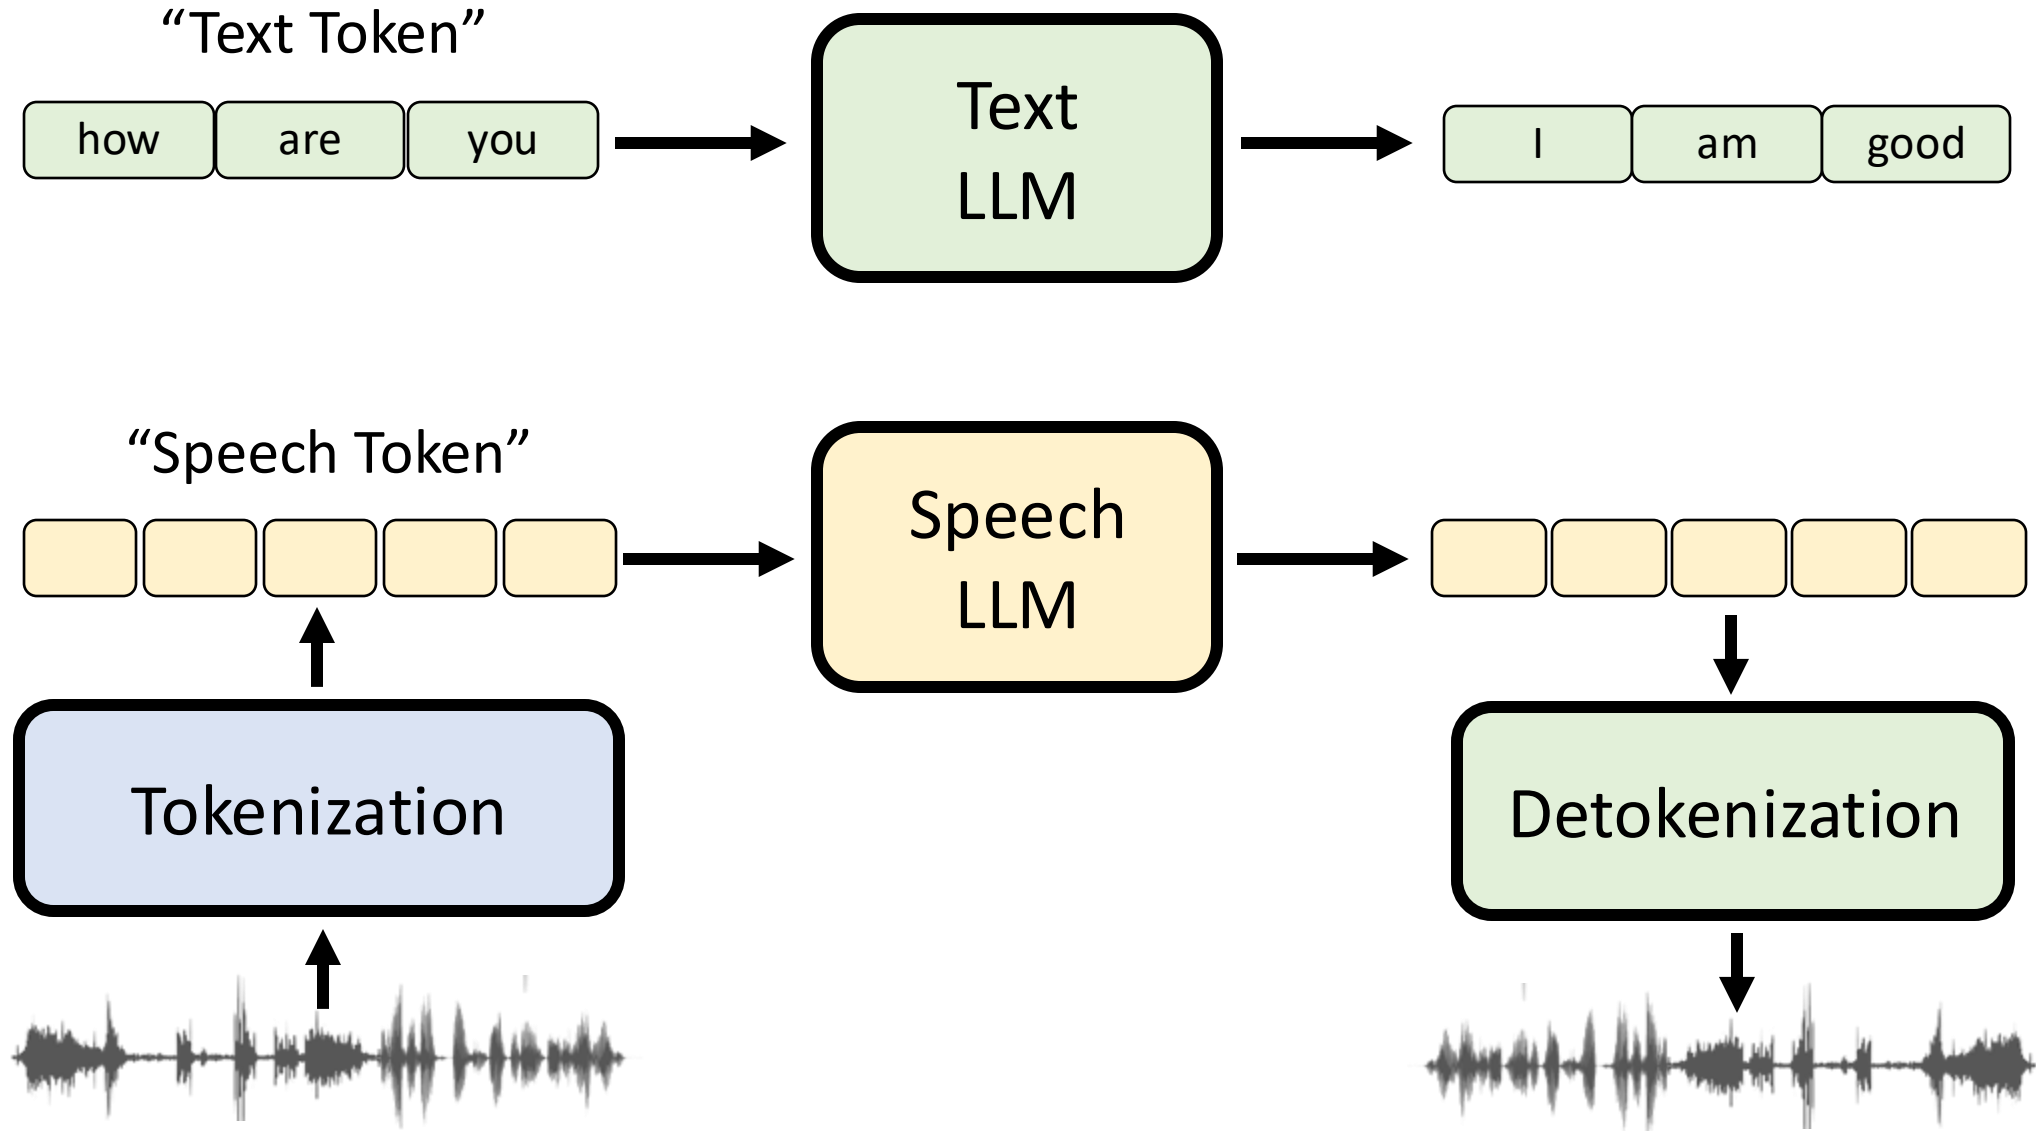 “Text Token”
how are you
Text
LLM
I am good
“Speech Token”
Speech
LLM
Tokenization
Detokenization